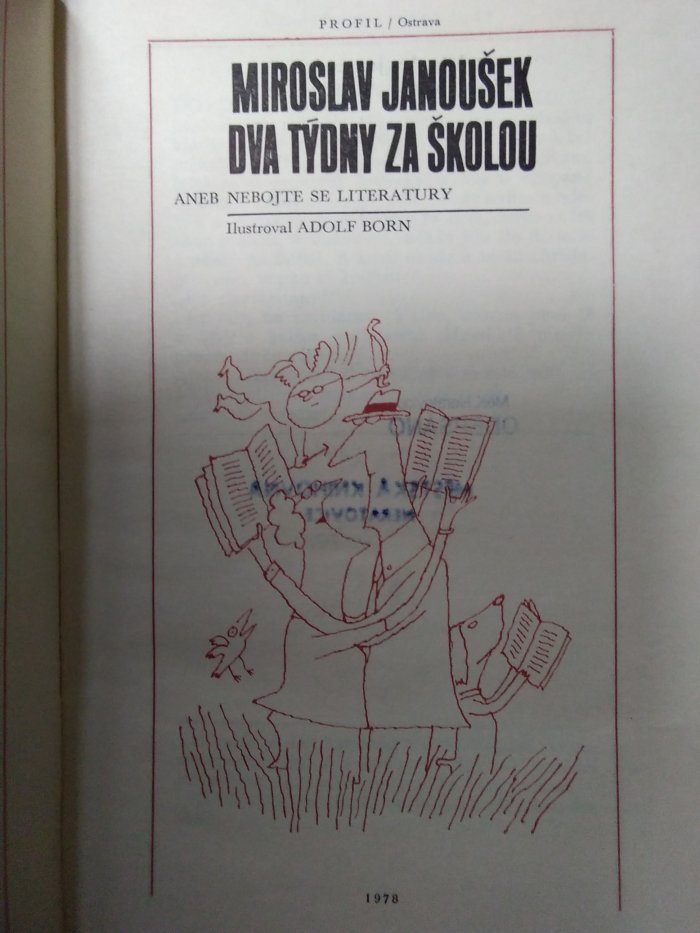 PROFIL / Ostrava
MIROSLAV JANOUŠEK
DVA TÝDNY ZA ŠKOLOU
ANEB NEBOJTE SE LITERATURY
Ilustroval ADOLF BORN
1978